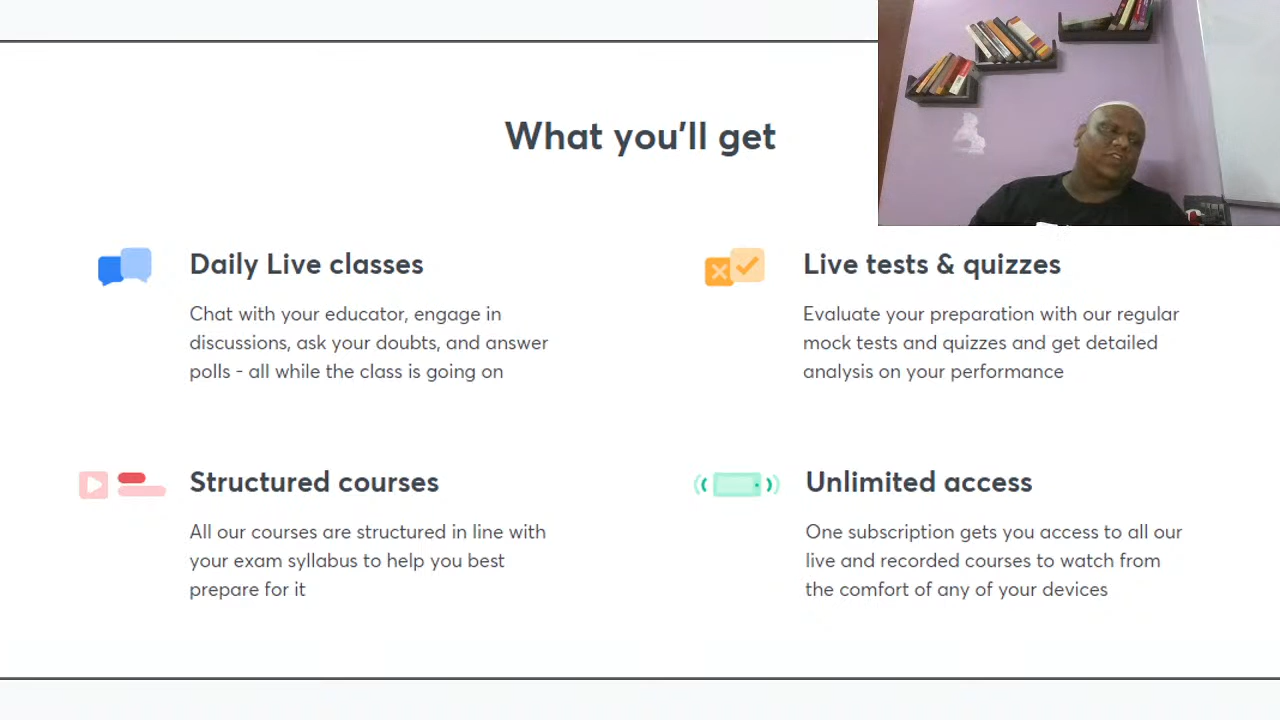 What you'll get
Daily Live classes
Chat with your educator, engage in
discussions, ask your doubts, and answer
polls - all while the class is going on
Live tests & quizzes
Evaluate your preparation with our regular
mock tests and quizzes and get detailed
analysis on your performance
Structured courses
All our courses are structured in line with
your exam syllabus to help you best
prepare for it
Unlimited access
One subscription gets you access to all our
live and recorded courses to watch from
the comfort of any of your devices